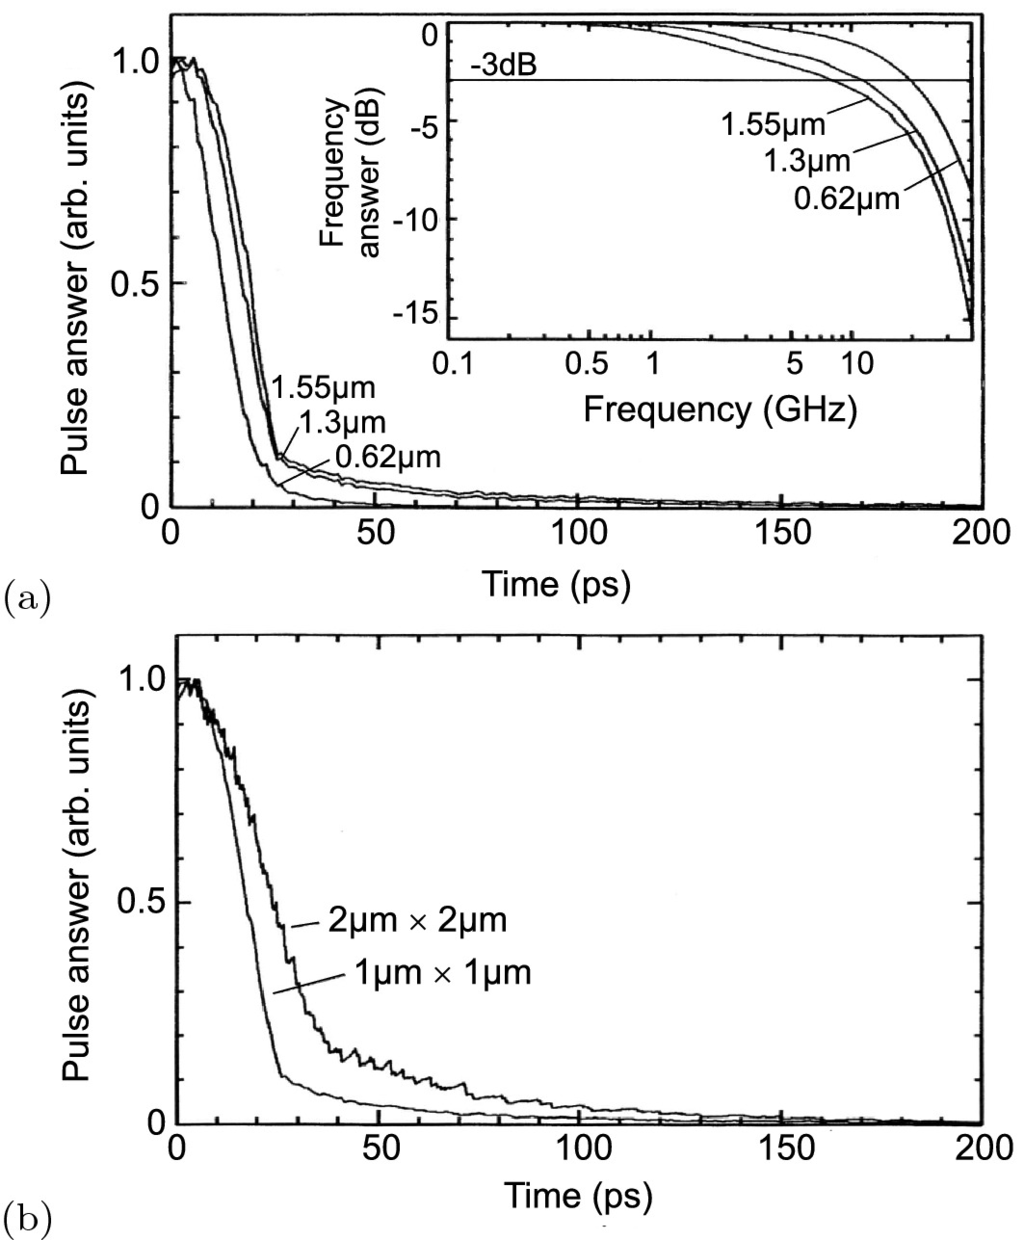 (a)
Pulse answer (arb. units)
1.0
0.5
0
0
50
100
150
200
Time (ps)
1.55µm
1.3µm
0.62µm
Frequency
answer (dB)
0
-5
-10
-15
-3dB
1.55µm
1.3µm
0.62µm
0.1
0.5
1
5
10
Frequency (GHz)
(b)
Pulse answer (arb. units)
1.0
0.5
0
2µm × 2µm
1µm × 1µm
0
50
100
150
200
Time (ps)